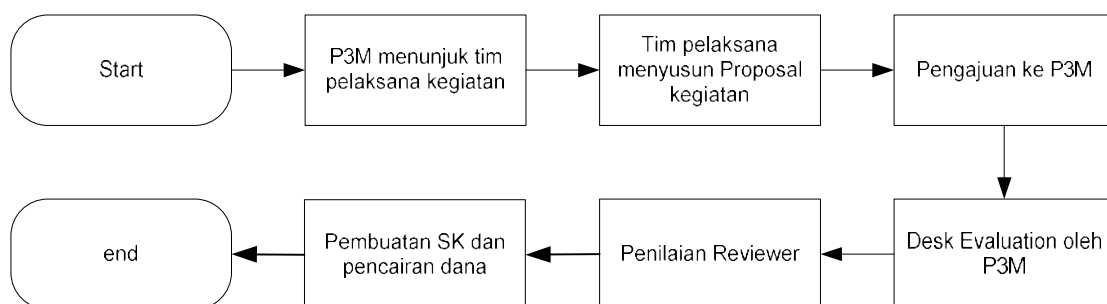 Start
P3M menunjuk tim
pelaksana kegiatan
Tim pelaksana
menyusun Proposal
kegiatan
Pengajuan ke P3M
Desk Evaluation oleh
P3M
Penilaian Reviewer
Pembuatan SK dan
pencairan dana
end